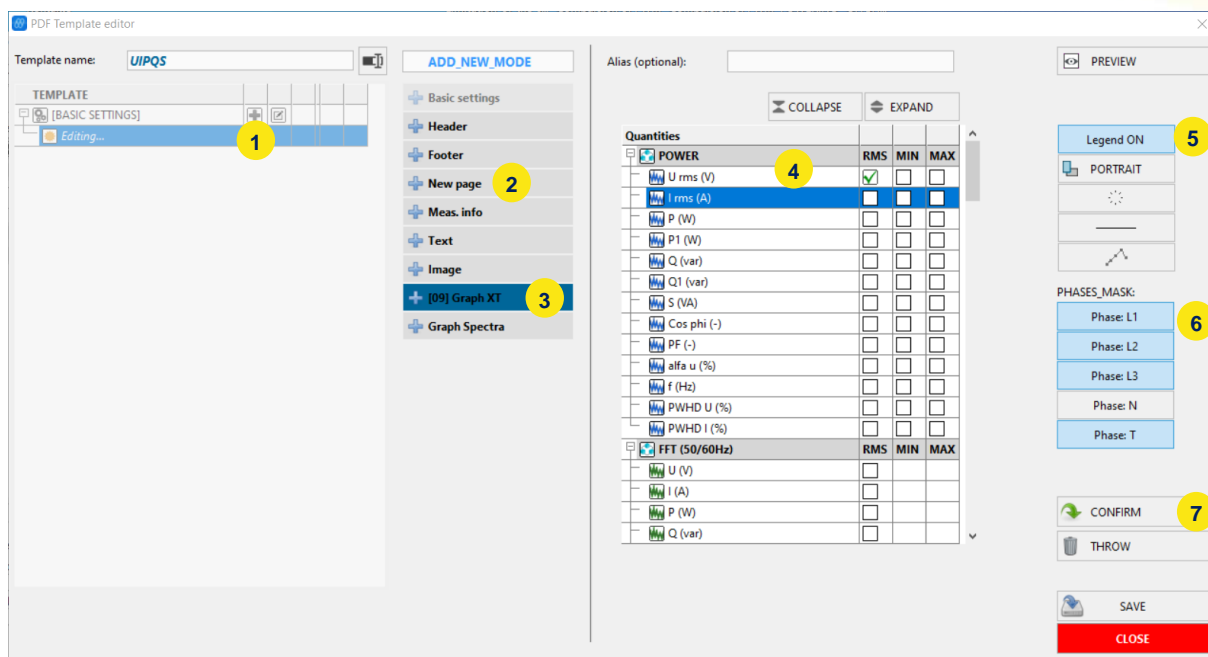 PDF Template editor
Template name: UIPQS
ADD_NEW_MODE
TEMPLATE
[BASIC SETTINGS]
Editing...
1
Basic settings
Header
Footer
New page
2
Meas. info
Text
Image
[09] Graph XT
3
Graph Spectra
Alias (optional):
COLLAPSE EXPAND
Quantities
POWER RMS MIN MAX
4
U rms (V)
I rms (A)
P (W)
P1 (W)
Q (var)
Q1 (var)
S (VA)
Cos phi (-)
PF (-)
alfa u (%)
f (Hz)
PWHD U (%)
PWHD I (%)
FFT (50/60Hz) RMS MIN MAX
U (V)
I (A)
P (W)
Q (var)
PREVIEW
Legend ON
5
PORTRAIT
PHASES_MASK:
Phase: L1
6
Phase: L2
Phase: L3
Phase: N
Phase: T
CONFIRM
7
THROW
SAVE
CLOSE